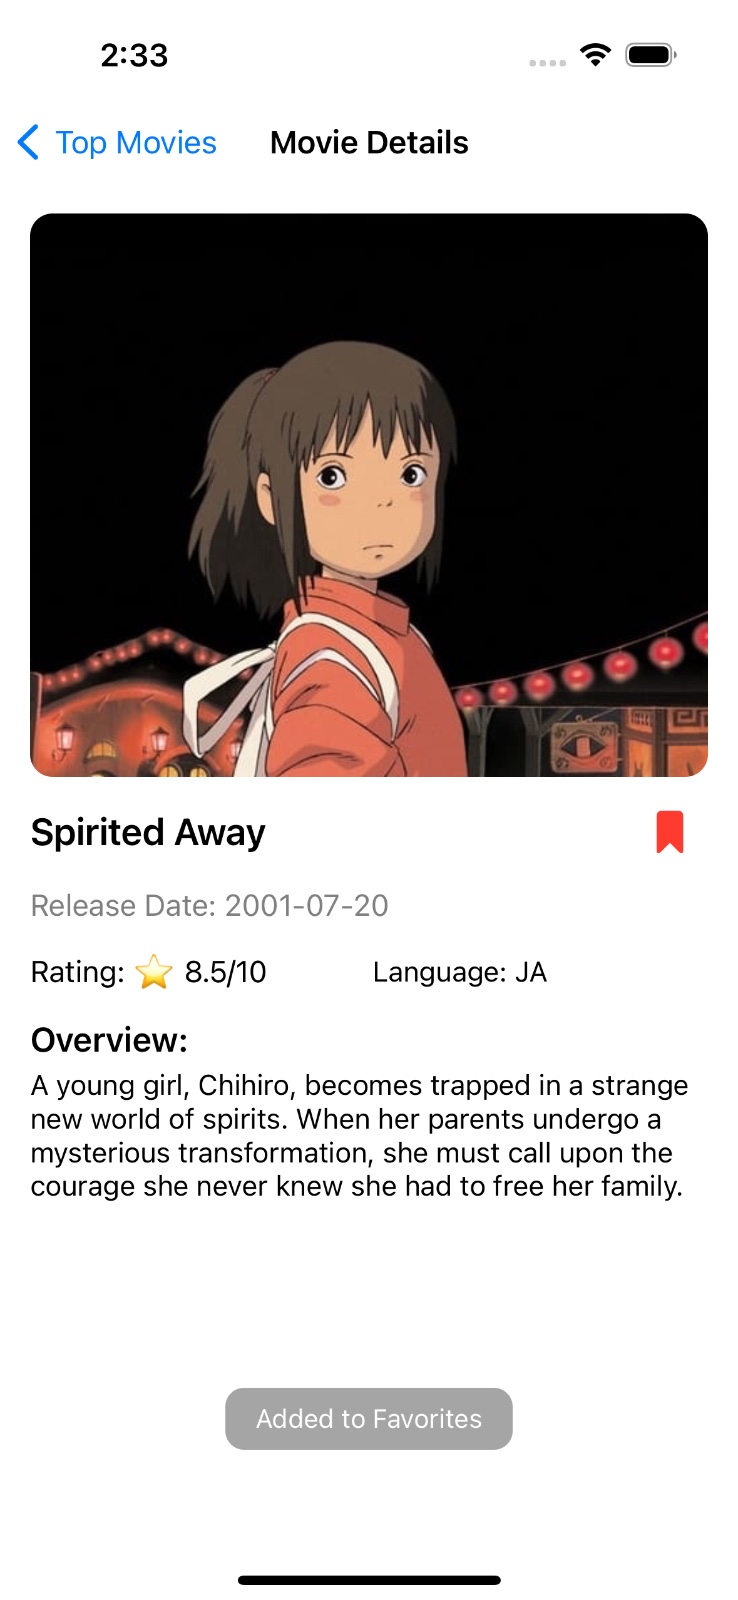 2:33
Top Movies
Movie Details
Spirited Away
Release Date: 2001-07-20
Rating: ⭐ 8.5/10
Language: JA
Overview:
A young girl, Chihiro, becomes trapped in a strange
new world of spirits. When her parents undergo a
mysterious transformation, she must call upon the
courage she never knew she had to free her family.
Added to Favorites